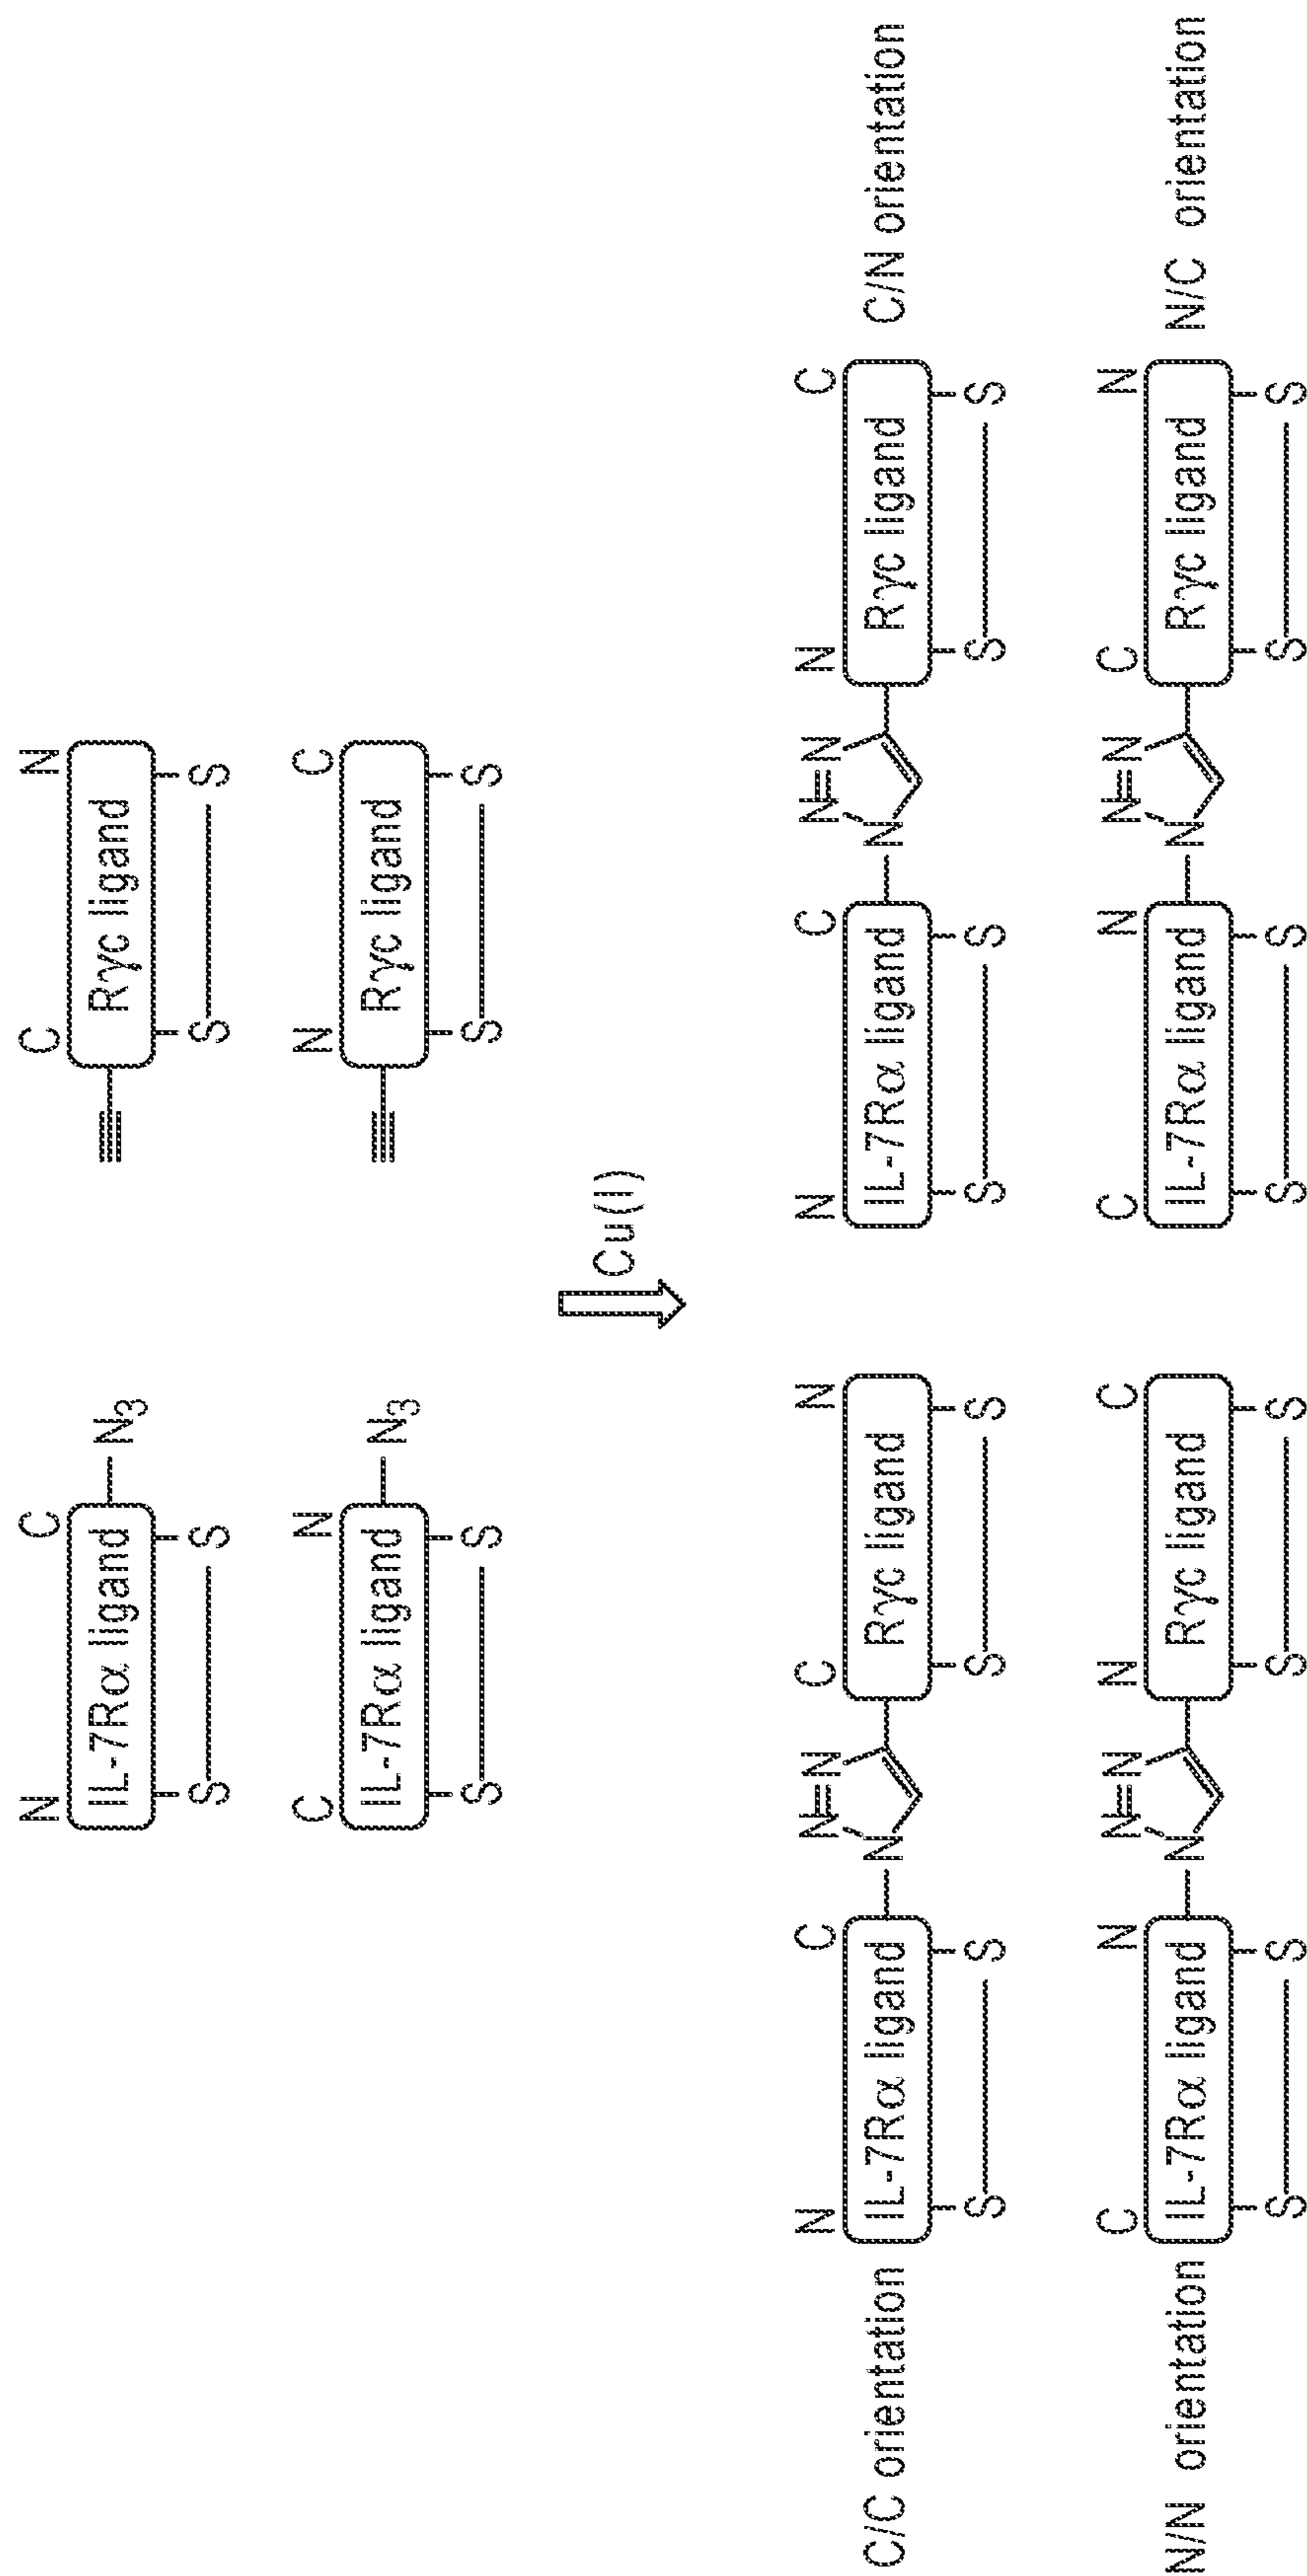 N C C N
IL-7Rα ligand N3 Rγc ligand
S S S S
C N N C
IL-7Rα ligand N3 Rγc ligand
S S S S
Cu(I)
N C N=N C N N C N=N N C
C/C orientation IL-7Rα ligand N Rγc ligand IL-7Rα ligand N Rγc ligand C/N orientation
S S S S S S S S
C N N=N N C C N N=N C N
N/N orientation IL-7Rα ligand N Rγc ligand IL-7Rα ligand N Rγc ligand N/C orientation
S S S S S S S S